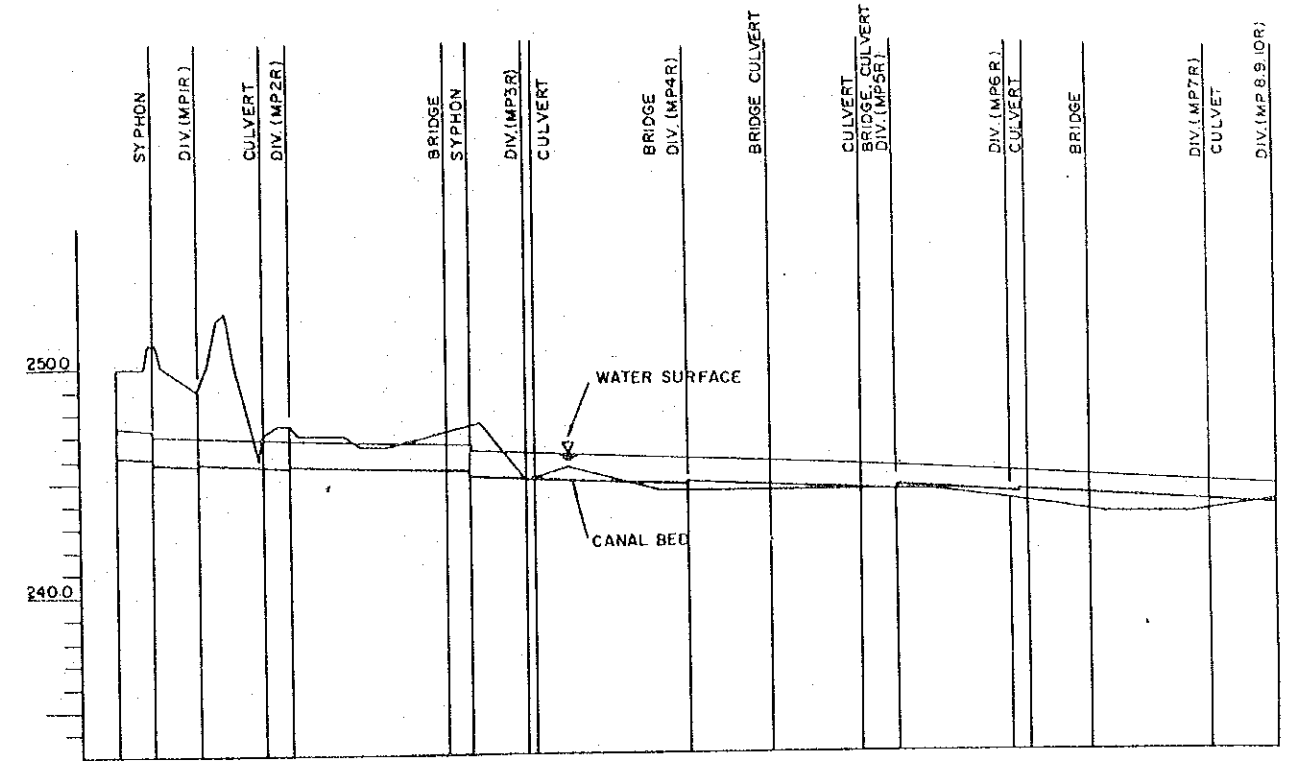 SYPHON
DIV.(MP1R)
CULVERT
DIV.(MP2R)
BRIDGE
SYPHON
DIV.(MP3R)
CULVERT
BRIDGE
DIV.(MP4R)
BRIDGE CULVERT
CULVERT
BRIDGE, CULVERT
DIV.(MP5R)
DIV.(MP6R)
CULVERT
BRIDGE
DIV.(MP7R)
CULVET
DIV.(MP 8.9.10R)
250.0
WATER SURFACE
CANAL BED
240.0